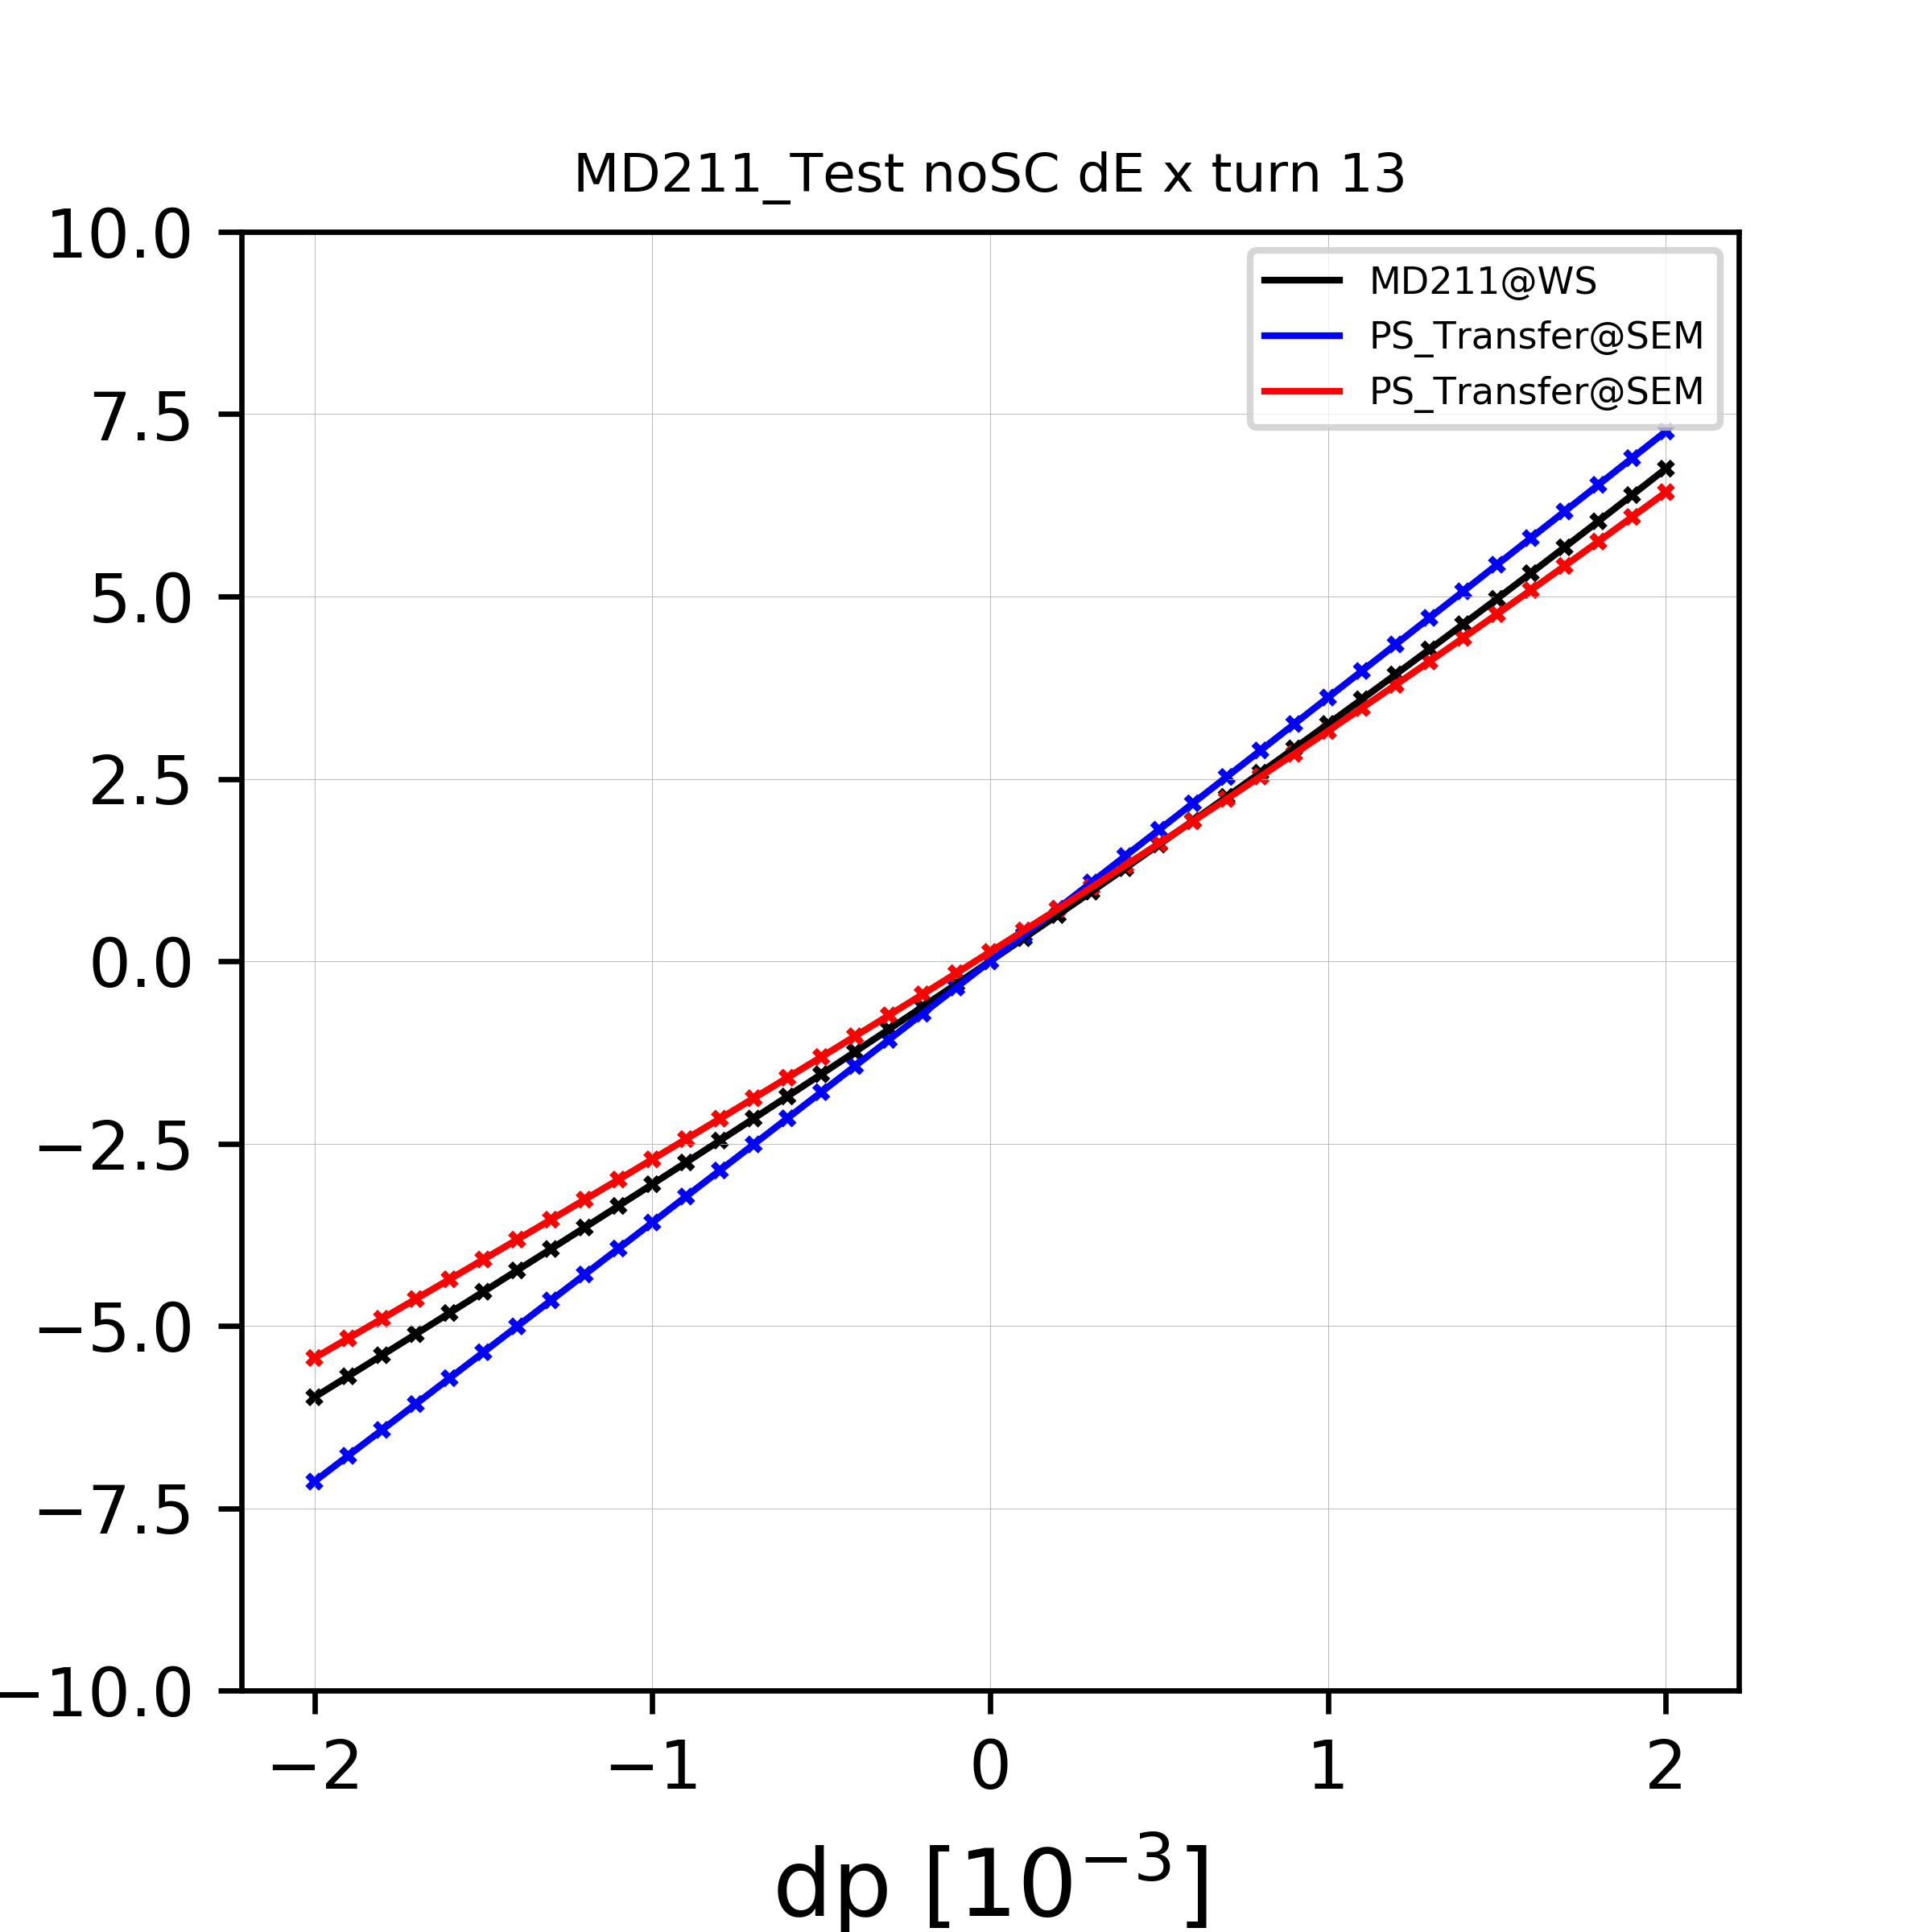 MD211_Test noSC dE x turn 13
10.0
7.5
5.0
2.5
0.0
−2.5
−5.0
−7.5
−10.0
MD211@WS
PS_Transfer@SEM
PS_Transfer@SEM
−2 −1 0 1 2
dp [10⁻³]